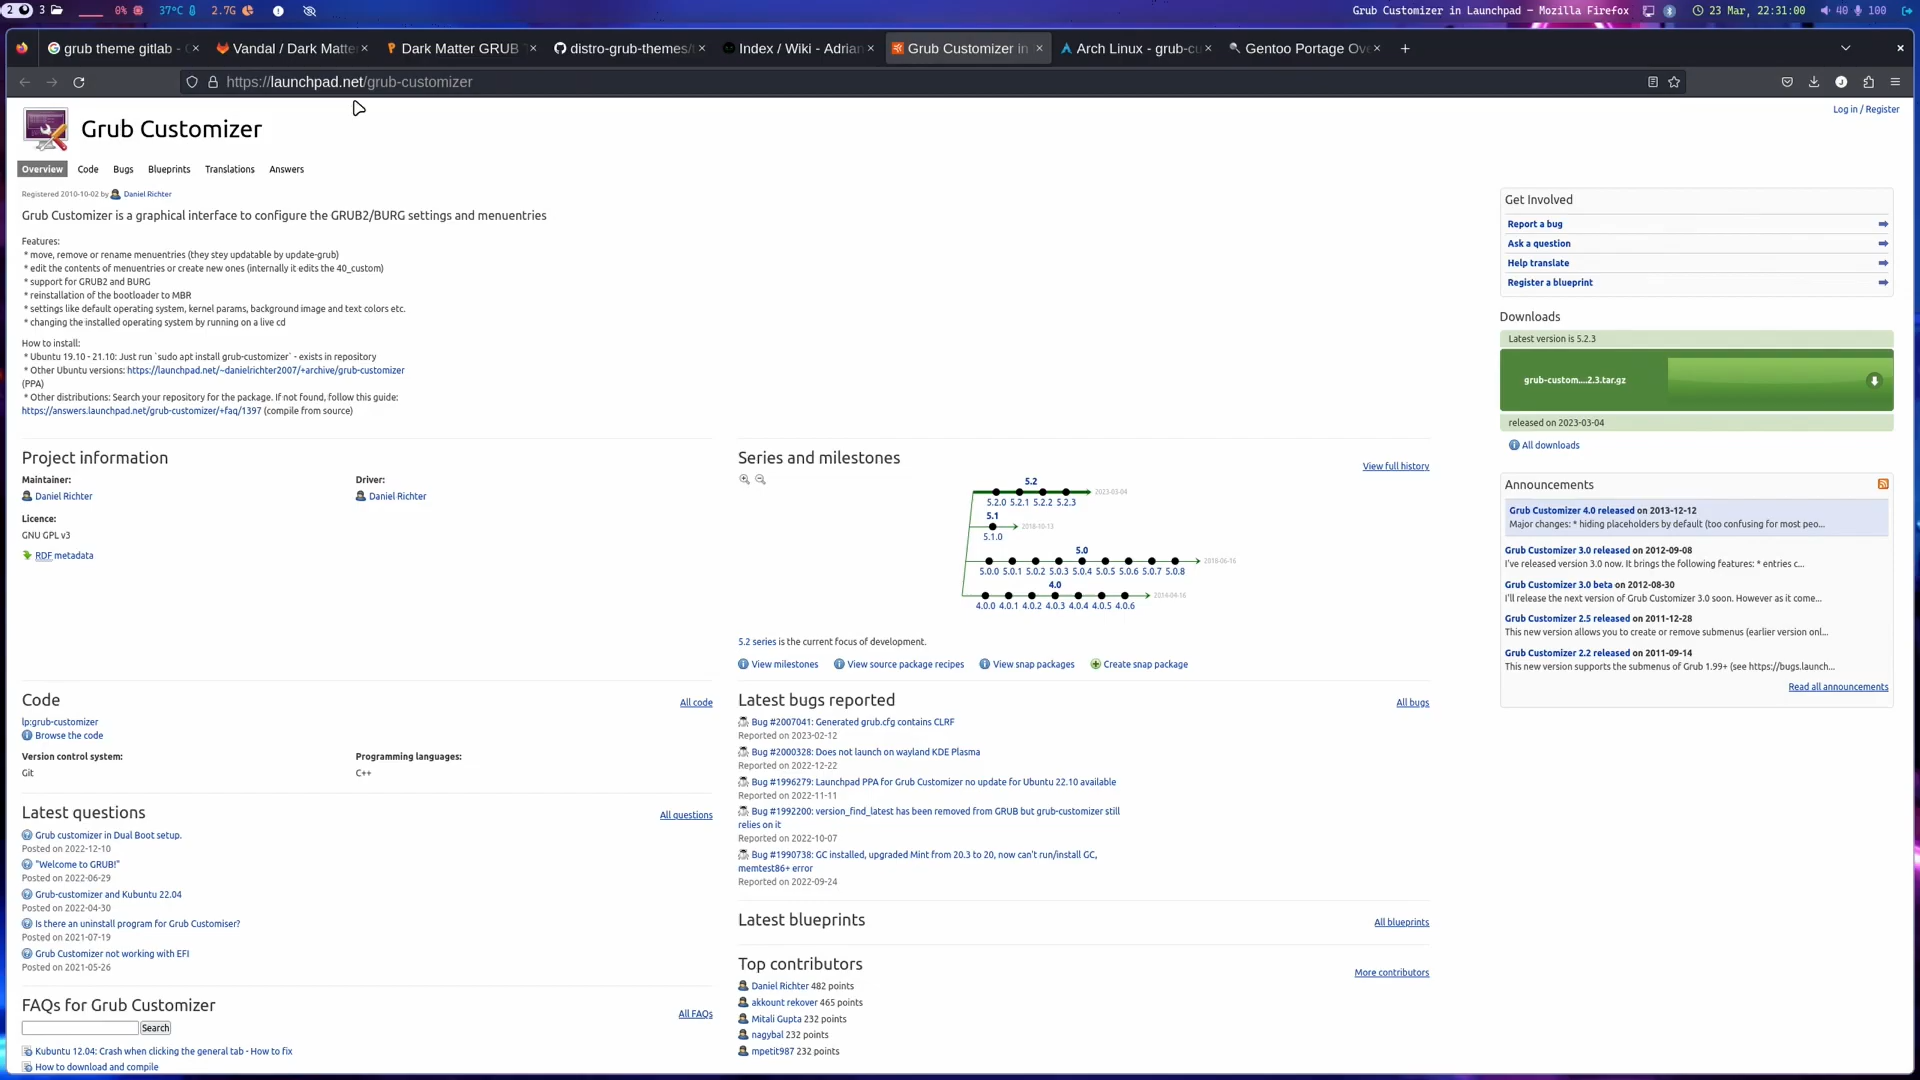 2
3
0%
37°C
2.7G
Grub Customizer in Launchpad — Mozilla Firefox
23 Mar, 22:31:00
40
100
grub theme gitlab -
Vandal / Dark Matte
Dark Matter GRUB
distro-grub-themes/
Index / Wiki - Adrian
Grub Customizer in
Arch Linux - grub-cu
Gentoo Portage Ov
https://launchpad.net/grub-customizer
Log in / Register
Grub Customizer
Overview
Code
Bugs
Blueprints
Translations
Answers
Registered 2010-10-02 by Daniel Richter
Grub Customizer is a graphical interface to configure the GRUB2/BURG settings and menuentries
Features:
* move, remove or rename menuentries (they stey updatable by update-grub)
* edit the contents of menuentries or create new ones (internally it edits the 40_custom)
* support for GRUB2 and BURG
* reinstallation of the bootloader to MBR
* settings like default operating system, kernel params, background image and text colors etc.
* changing the installed operating system by running on a live cd
How to install:
* Ubuntu 19.10 - 21.10: Just run `sudo apt install grub-customizer` - exists in repository
* Other Ubuntu versions: https://launchpad.net/~danielrichter2007/+archive/grub-customizer
(PPA)
* Other distributions: Search your repository for the package. If not found, follow this guide:
https://answers.launchpad.net/grub-customizer/+faq/1397 (compile from source)
Project information
Maintainer:
Daniel Richter
Driver:
Daniel Richter
Licence:
GNU GPL v3
RDF metadata
Series and milestones
View full history
5.2
5.2.0 5.2.1 5.2.2 5.2.3
2023-03-04
5.1
5.1.0
2018-10-13
5.0
5.0.0 5.0.1 5.0.2 5.0.3 5.0.4 5.0.5 5.0.6 5.0.7 5.0.8
2016-06-16
4.0
4.0.0 4.0.1 4.0.2 4.0.3 4.0.4 4.0.5 4.0.6
2014-04-16
5.2 series is the current focus of development.
View milestones
View source package recipes
View snap packages
Create snap package
Code
All code
lp:grub-customizer
Browse the code
Version control system:
Git
Programming languages:
C++
Latest questions
All questions
Grub customizer in Dual Boot setup.
Posted on 2022-12-10
"Welcome to GRUB!"
Posted on 2022-06-29
Grub-customizer and Kubuntu 22.04
Posted on 2022-04-30
Is there an uninstall program for Grub Customiser?
Posted on 2021-07-19
Grub Customizer not working with EFI
Posted on 2021-05-26
FAQs for Grub Customizer
All FAQs
Search
Kubuntu 12.04: Crash when clicking the general tab - How to fix
How to download and compile
Latest bugs reported
All bugs
Bug #2007041: Generated grub.cfg contains CLRF
Reported on 2023-02-12
Bug #2000328: Does not launch on wayland KDE Plasma
Reported on 2022-12-22
Bug #1996279: Launchpad PPA for Grub Customizer no update for Ubuntu 22.10 available
Reported on 2022-11-11
Bug #1992200: version_find_latest has been removed from GRUB but grub-customizer still
relies on it
Reported on 2022-10-07
Bug #1990738: GC installed, upgraded Mint from 20.3 to 20, now can't run/install GC,
memtest86+ error
Reported on 2022-09-24
Latest blueprints
All blueprints
Top contributors
More contributors
Daniel Richter 482 points
akkount rekover 465 points
Mitali Gupta 232 points
nagybal 232 points
mpetit987 232 points
Get Involved
Report a bug
Ask a question
Help translate
Register a blueprint
Downloads
Latest version is 5.2.3
grub-custom....2.3.tar.gz
released on 2023-03-04
All downloads
Announcements
Grub Customizer 4.0 released on 2013-12-12
Major changes: * hiding placeholders by default (too confusing for most peo...
Grub Customizer 3.0 released on 2012-09-08
I've released version 3.0 now. It brings the following features: * entries c...
Grub Customizer 3.0 beta on 2012-08-30
I'll release the next version of Grub Customizer 3.0 soon. However as it come...
Grub Customizer 2.5 released on 2011-12-28
This new version allows you to create or remove submenus (earlier version onl...
Grub Customizer 2.2 released on 2011-09-14
This new version supports the submenus of Grub 1.99+ (see https://bugs.launch...
Read all announcements